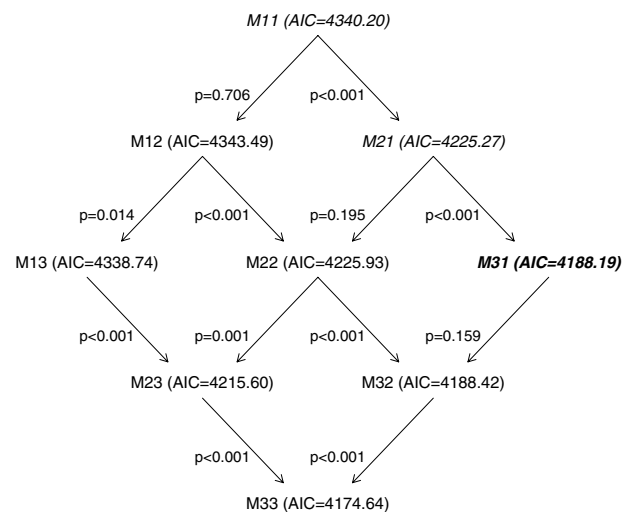 M11 (AIC=4340.20)
p=0.706 p<0.001
M12 (AIC=4343.49) M21 (AIC=4225.27)
p=0.014 p<0.001 p=0.195 p<0.001
M13 (AIC=4338.74) M22 (AIC=4225.93) M31 (AIC=4188.19)
p<0.001 p=0.001 p<0.001 p=0.159
M23 (AIC=4215.60) M32 (AIC=4188.42)
p<0.001 p<0.001
M33 (AIC=4174.64)